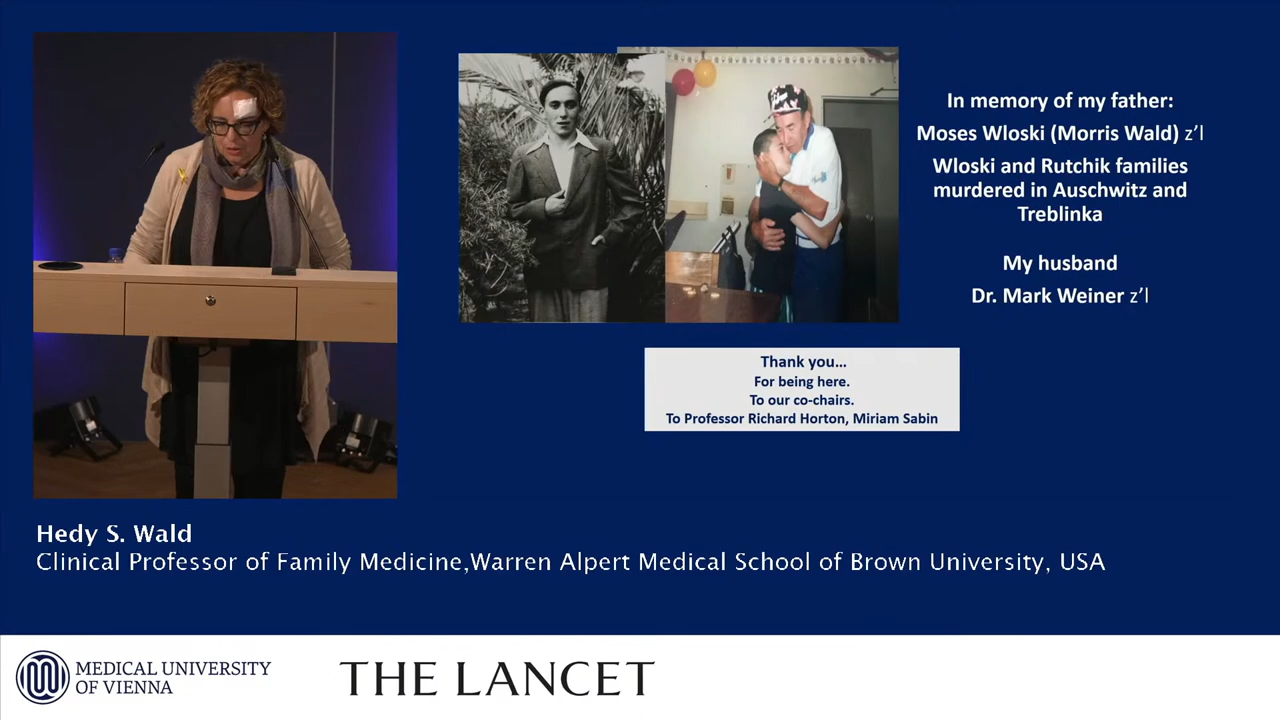 In memory of my father:
Moses Wloski (Morris Wald) z’l
Wloski and Rutchik families
murdered in Auschwitz and
Treblinka
My husband
Dr. Mark Weiner z’l
Thank you…
For being here.
To our co-chairs.
To Professor Richard Horton, Miriam Sabin
Hedy S. Wald
Clinical Professor of Family Medicine,Warren Alpert Medical School of Brown University, USA
MEDICAL UNIVERSITY
OF VIENNA
THE LANCET